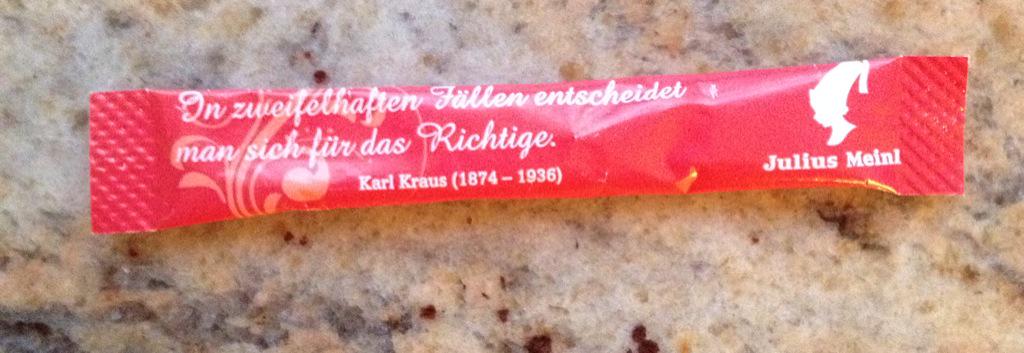 In zweifelhaften Fällen entscheidet
man sich für das Richtige.
Karl Kraus (1874 – 1936)
Julius Meinl